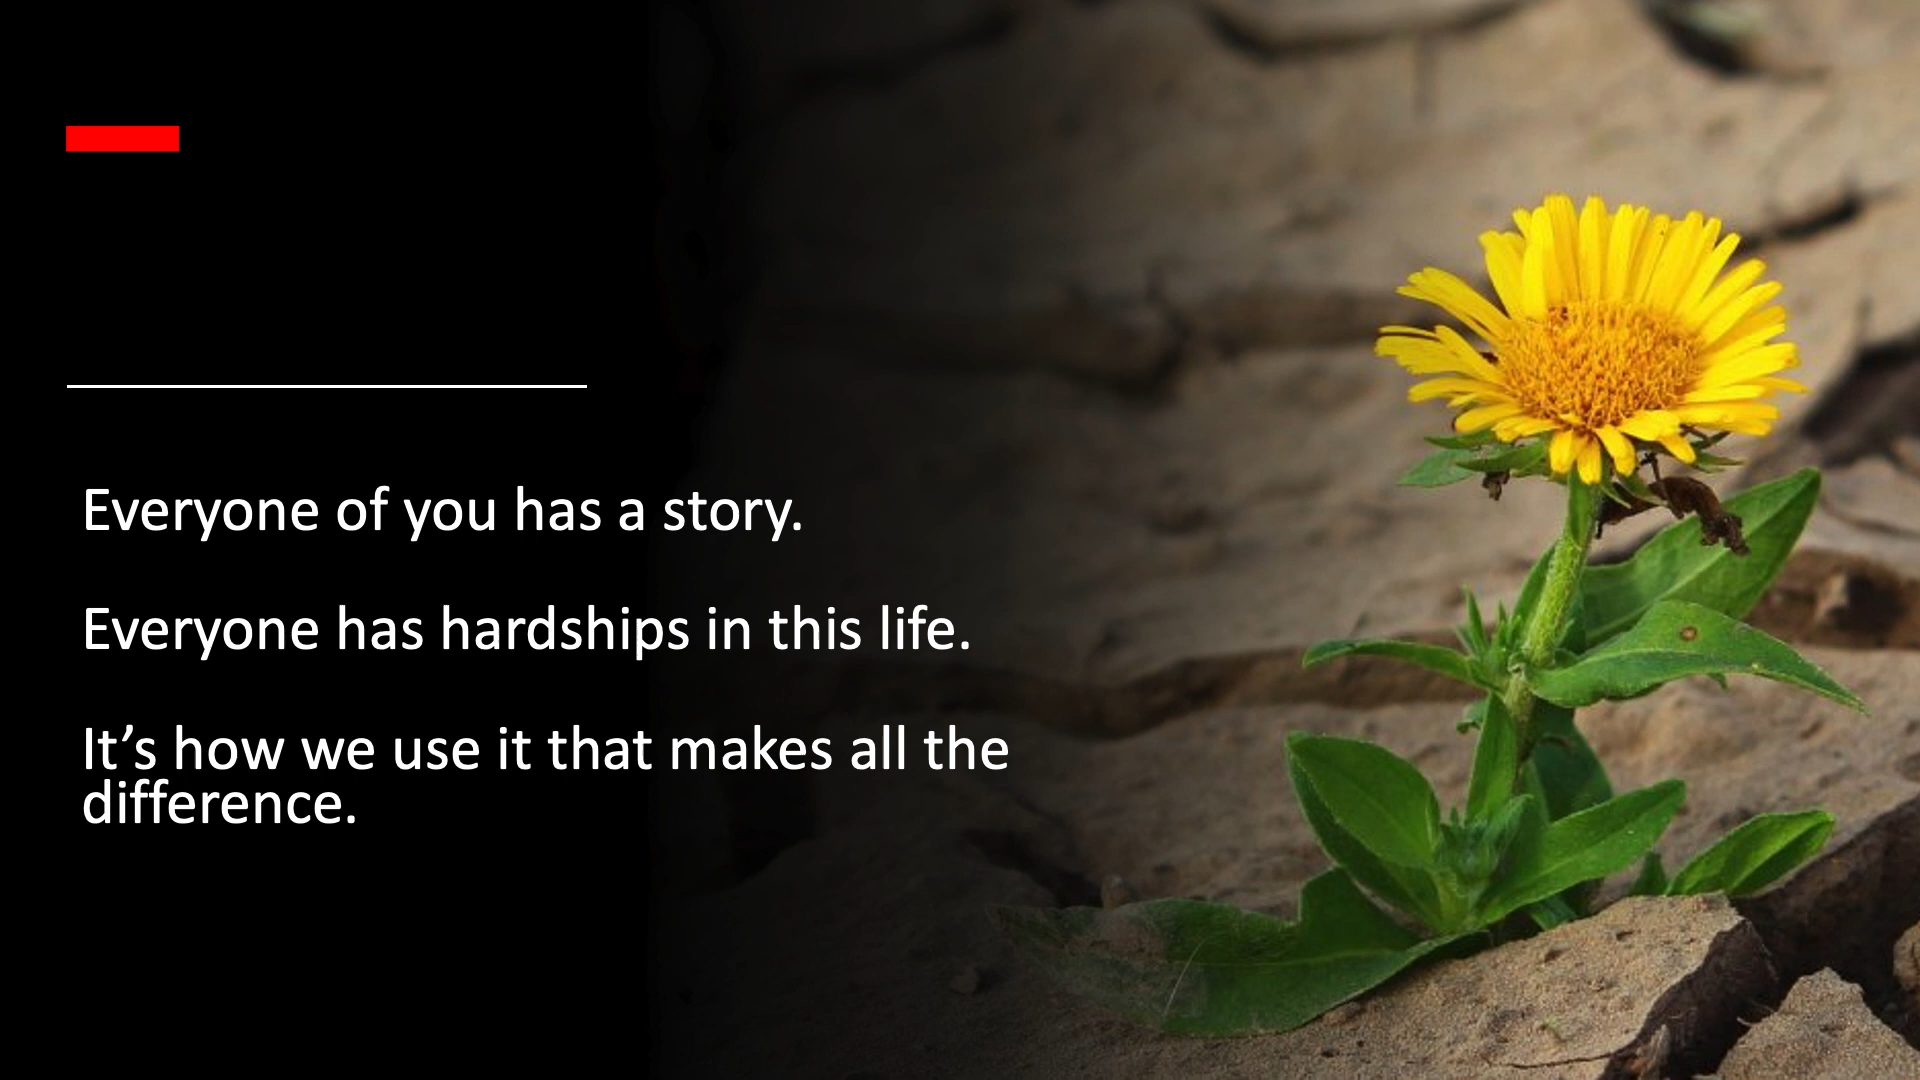 Everyone of you has a story.
Everyone has hardships in this life.
It’s how we use it that makes all the
difference.